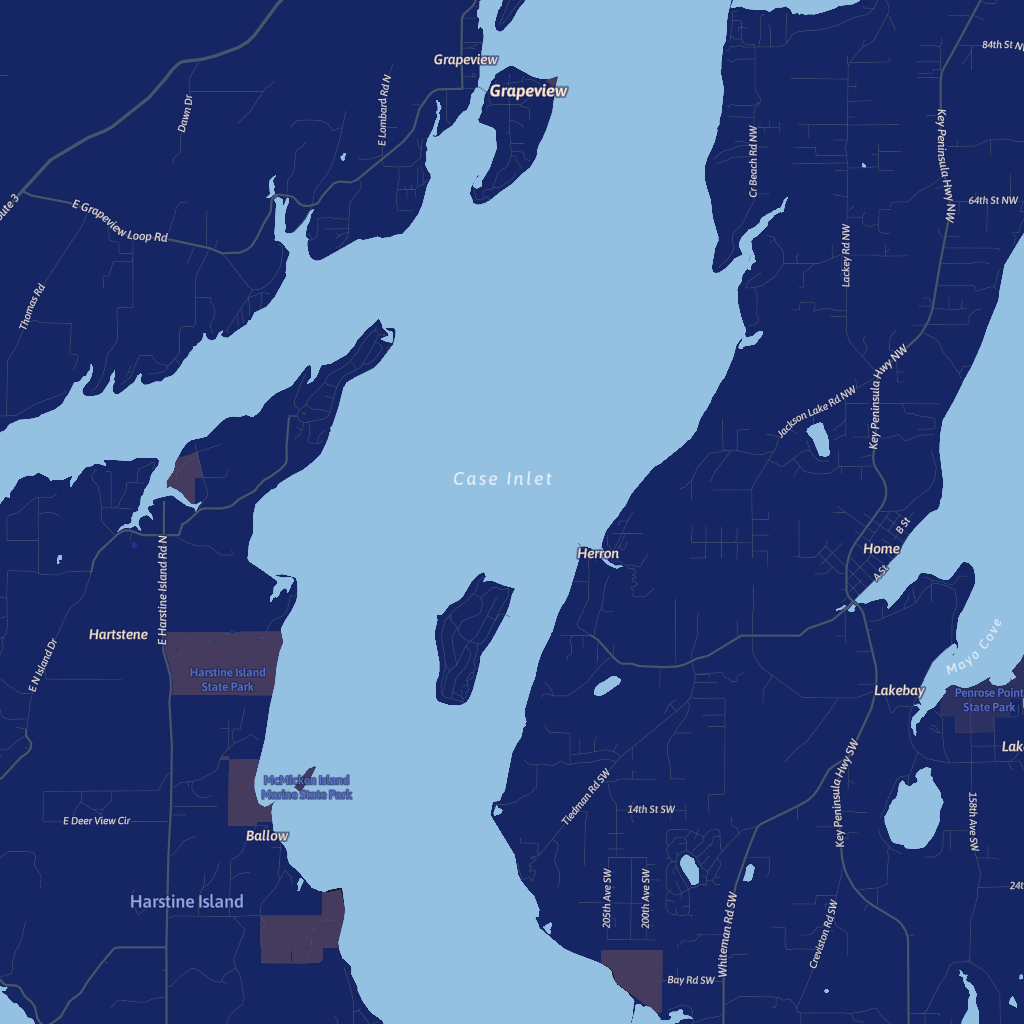 Grapeview
Grapeview
84th St N
Dawn Dr
E Lombard Rd N
Cr Beach Rd NW
Key Peninsula Hwy NW
oute 3
E Grapeview Loop Rd
64th St NW
Lackey Rd NW
Thomas Rd
Key Peninsula Hwy NW
Jackson Lake Rd NW
Case Inlet
B St
Herron
Home
A St
E Harstine Island Rd N
Hartstene
Mayo Cove
E N Island Dr
Harstine Island
State Park
Lakebay
Penrose Point
State Park
Lak
McMicken Island
Marine State Park
Tiedman Rd SW
Key Peninsula Hwy SW
14th St SW
158th Ave SW
E Deer View Cir
Ballow
24t
205th Ave SW
200th Ave SW
Harstine Island
Whiteman Rd SW
Creviston Rd SW
Bay Rd SW